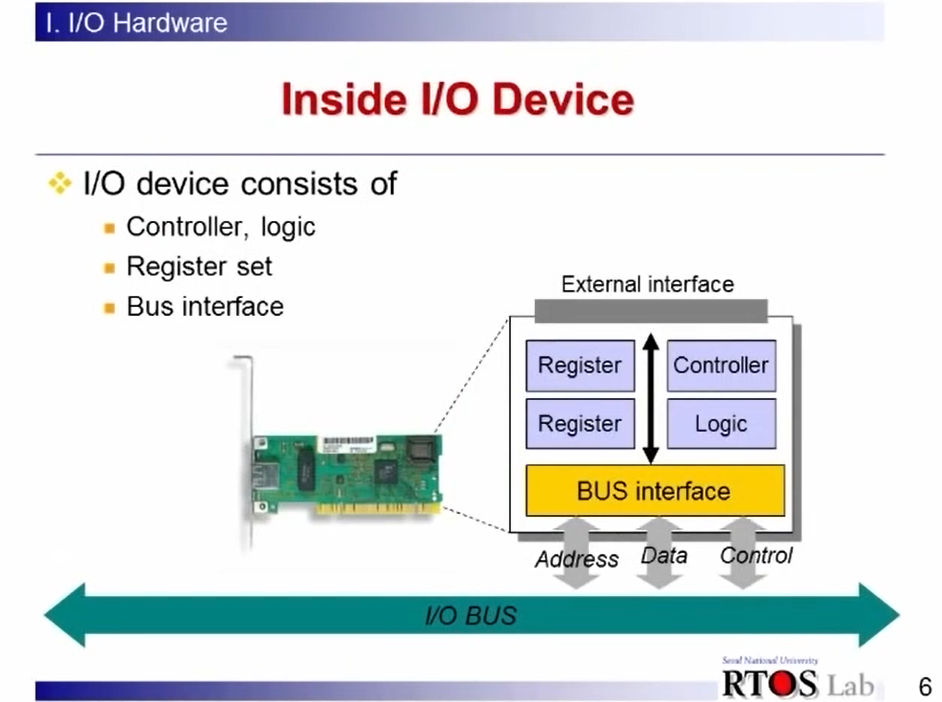 I. I/O Hardware
Inside I/O Device
I/O device consists of
Controller, logic
Register set
Bus interface
External interface
Register
Controller
Register
Logic
BUS interface
Address
Data
Control
I/O BUS
Seoul National University
RTOS Lab
6